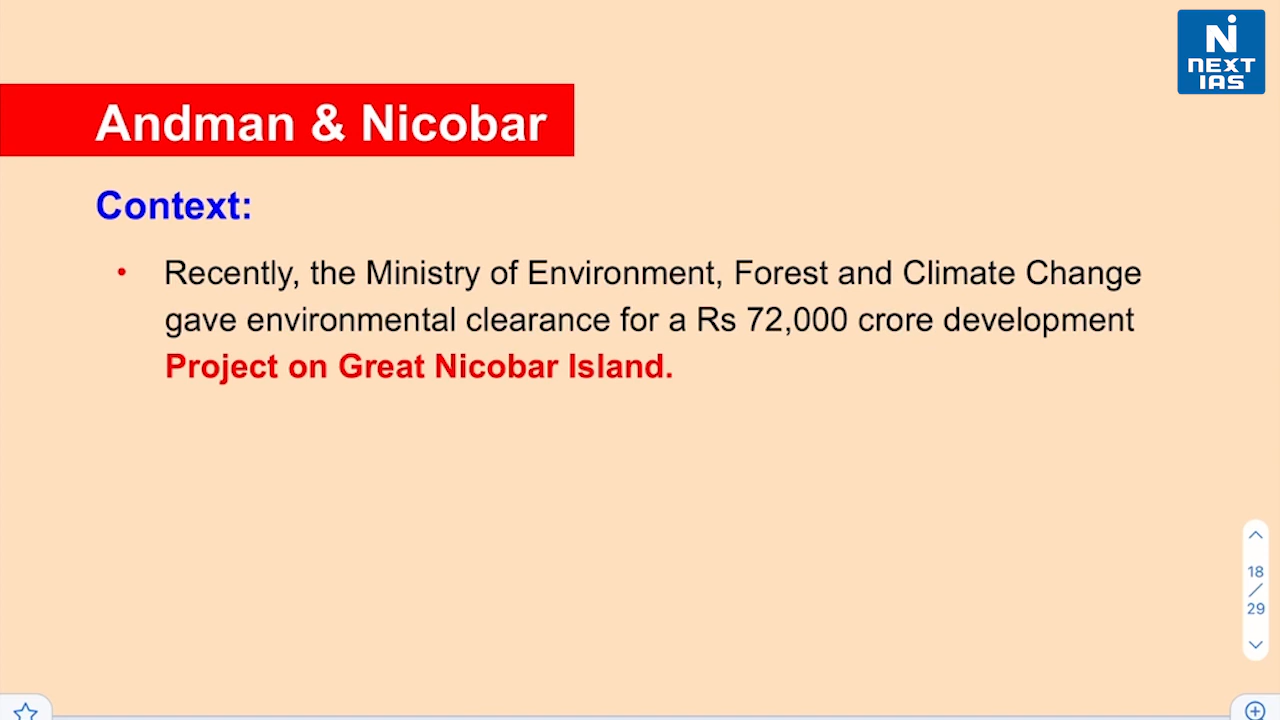 NEXT
IAS
Andman & Nicobar
Context:
• Recently, the Ministry of Environment, Forest and Climate Change
gave environmental clearance for a Rs 72,000 crore development
Project on Great Nicobar Island.
18
/
29